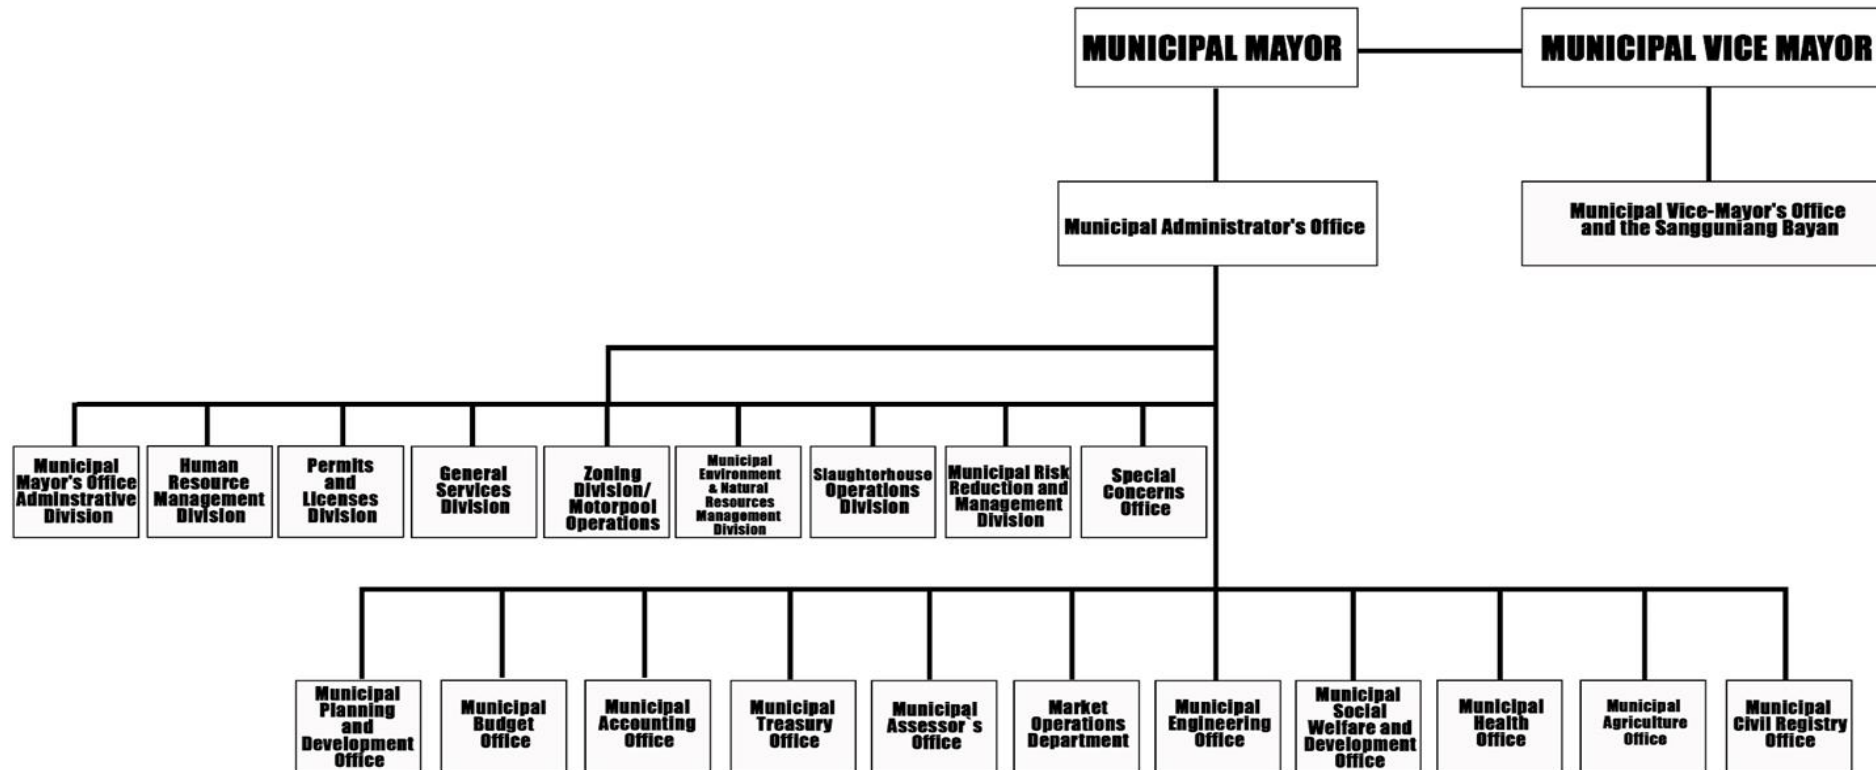 MUNICIPAL MAYOR
MUNICIPAL VICE MAYOR
Municipal Administrator's Office
Municipal Vice-Mayor's Office
and the Sangguniang Bayan
Municipal
Mayor's Office
Adminstrative
Division
Human
Resource
Management
Division
Permits
and
Licenses
Division
General
Services
Division
Zoning
Division/
Motorpool
Operations
Municipal
Environment
& Natural
Resources
Management
Division
Slaughterhouse
Operations
Division
Municipal Risk
Reduction and
Management
Division
Special
Concerns
Office
Municipal
Planning
and
Development
Office
Municipal
Budget
Office
Municipal
Accounting
Office
Municipal
Treasury
Office
Municipal
Assessor`s
Office
Market
Operations
Department
Municipal
Engineering
Office
Municipal
Social
Welfare and
Development
Office
Municipal
Health
Office
Municipal
Agriculture
Office
Municipal
Civil Registry
Office